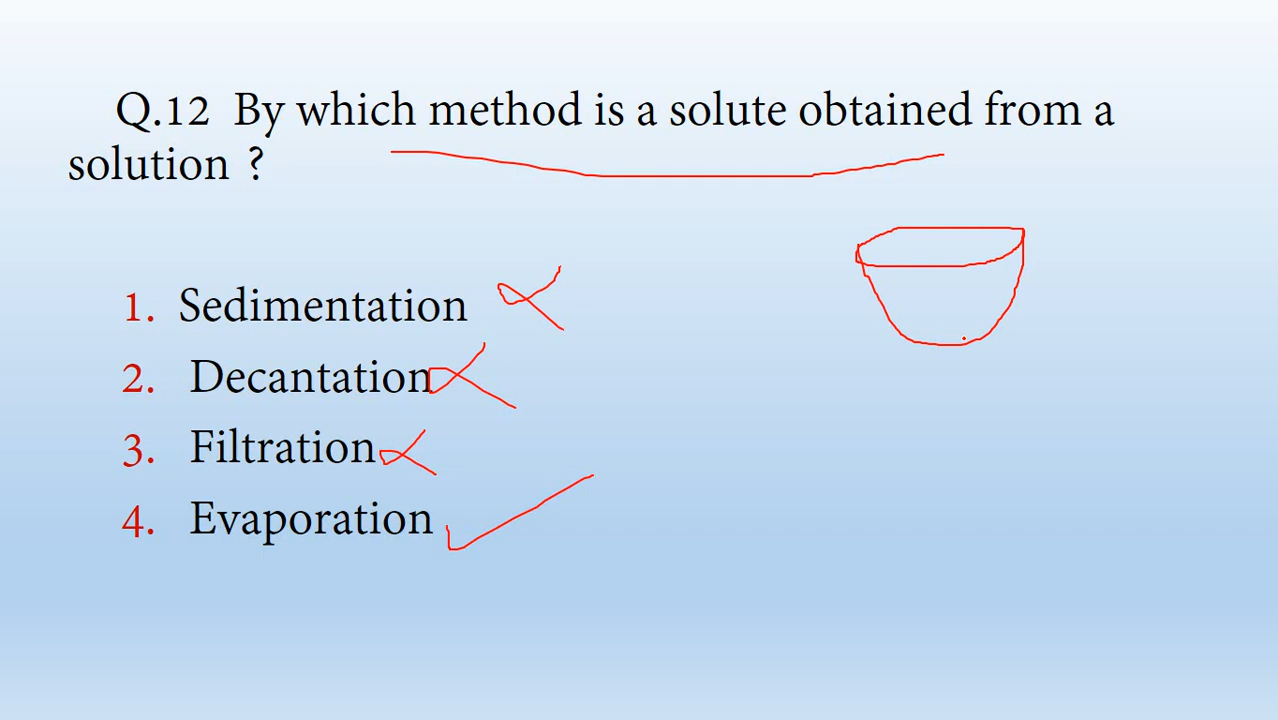 Q.12 By which method is a solute obtained from a
solution ?
1. Sedimentation
2. Decantation
3. Filtration
4. Evaporation